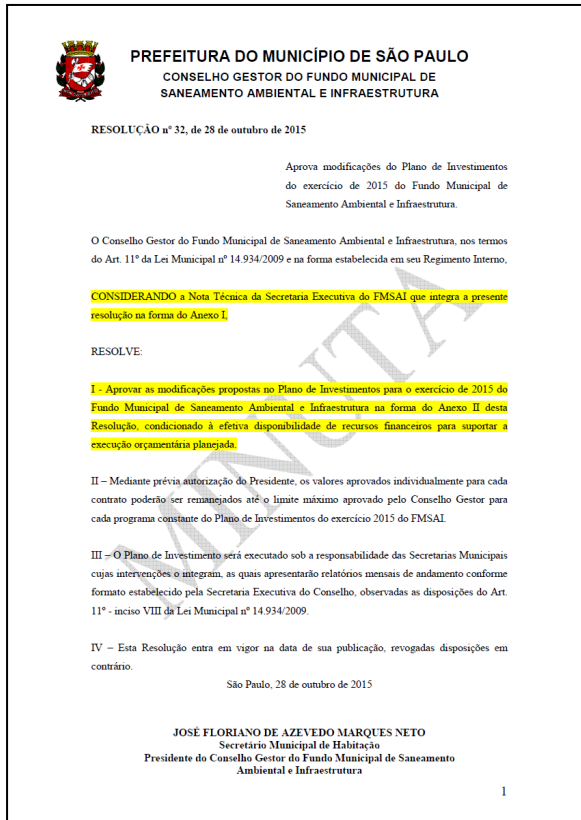 PREFEITURA DO MUNICÍPIO DE SÃO PAULO
CONSELHO GESTOR DO FUNDO MUNICIPAL DE
SANEAMENTO AMBIENTAL E INFRAESTRUTURA
RESOLUÇÃO nº 32, de 28 de outubro de 2015
Aprova modificações do Plano de Investimentos
do exercício de 2015 do Fundo Municipal de
Saneamento Ambiental e Infraestrutura.
O Conselho Gestor do Fundo Municipal de Saneamento Ambiental e Infraestrutura, nos termos
do Art. 11º da Lei Municipal nº 14.934/2009 e na forma estabelecida em seu Regimento Interno,
CONSIDERANDO a Nota Técnica da Secretaria Executiva do FMSAI que integra a presente
resolução na forma do Anexo I,
RESOLVE:
I - Aprovar as modificações propostas no Plano de Investimentos para o exercício de 2015 do
Fundo Municipal de Saneamento Ambiental e Infraestrutura na forma do Anexo II desta
Resolução, condicionado à efetiva disponibilidade de recursos financeiros para suportar a
execução orçamentária planejada.
II – Mediante prévia autorização do Presidente, os valores aprovados individualmente para cada
contrato poderão ser remanejados até o limite máximo aprovado pelo Conselho Gestor para
cada programa constante do Plano de Investimentos do exercício 2015 do FMSAI.
III – O Plano de Investimento será executado sob a responsabilidade das Secretarias Municipais
cujas intervenções o integram, as quais apresentarão relatórios mensais de andamento conforme
formato estabelecido pela Secretaria Executiva do Conselho, observadas as disposições do Art.
11º - inciso VIII da Lei Municipal nº 14.934/2009.
IV – Esta Resolução entra em vigor na data de sua publicação, revogadas disposições em
contrário.
São Paulo, 28 de outubro de 2015
JOSÉ FLORIANO DE AZEVEDO MARQUES NETO
Secretário Municipal de Habitação
Presidente do Conselho Gestor do Fundo Municipal de Saneamento
Ambiental e Infraestrutura
1
MINUTA